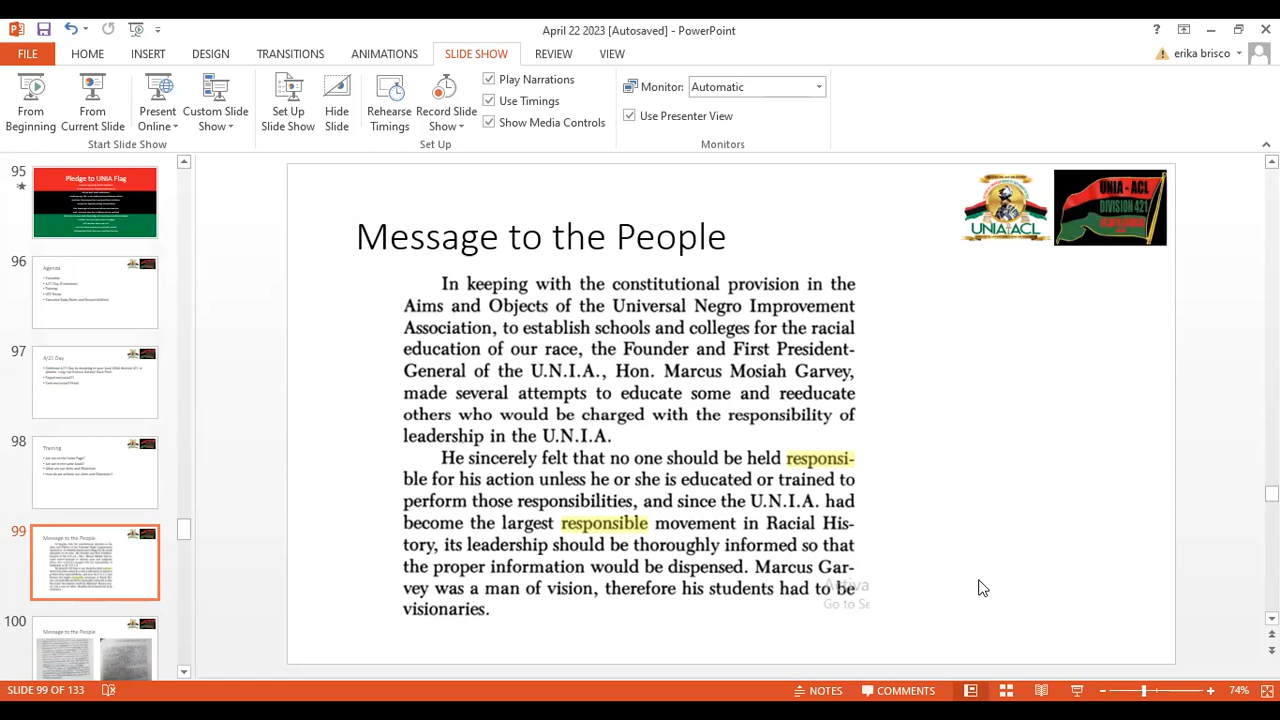 April 22 2023 [Autosaved] - PowerPoint
?
FILE
HOME
INSERT
DESIGN
TRANSITIONS
ANIMATIONS
SLIDE SHOW
REVIEW
VIEW
erika brisco
From Beginning
From Current Slide
Present Online
Custom Slide Show
Start Slide Show
Set Up Slide Show
Hide Slide
Rehearse Timings
Record Slide Show
Play Narrations
Use Timings
Show Media Controls
Set Up
Monitor:
Automatic
Use Presenter View
Monitors
95
Pledge to UNIA Flag
96
Agenda
97
4/21 Day
98
Training
99
Message to the People
100
Message to the People
UNIA ACL
UNIA - ACL
DIVISION 421
Message to the People
In keeping with the constitutional provision in the
Aims and Objects of the Universal Negro Improvement
Association, to establish schools and colleges for the racial
education of our race, the Founder and First President-
General of the U.N.I.A., Hon. Marcus Mosiah Garvey,
made several attempts to educate some and reeducate
others who would be charged with the responsibility of
leadership in the U.N.I.A.
He sincerely felt that no one should be held responsi-
ble for his action unless he or she is educated or trained to
perform those responsibilities, and since the U.N.I.A. had
become the largest responsible movement in Racial His-
tory, its leadership should be thoroughly informed so that
the proper information would be dispensed. Marcus Gar-
vey was a man of vision, therefore his students had to be
visionaries.
Activa
Go to Se
SLIDE 99 OF 133
NOTES
COMMENTS
74%